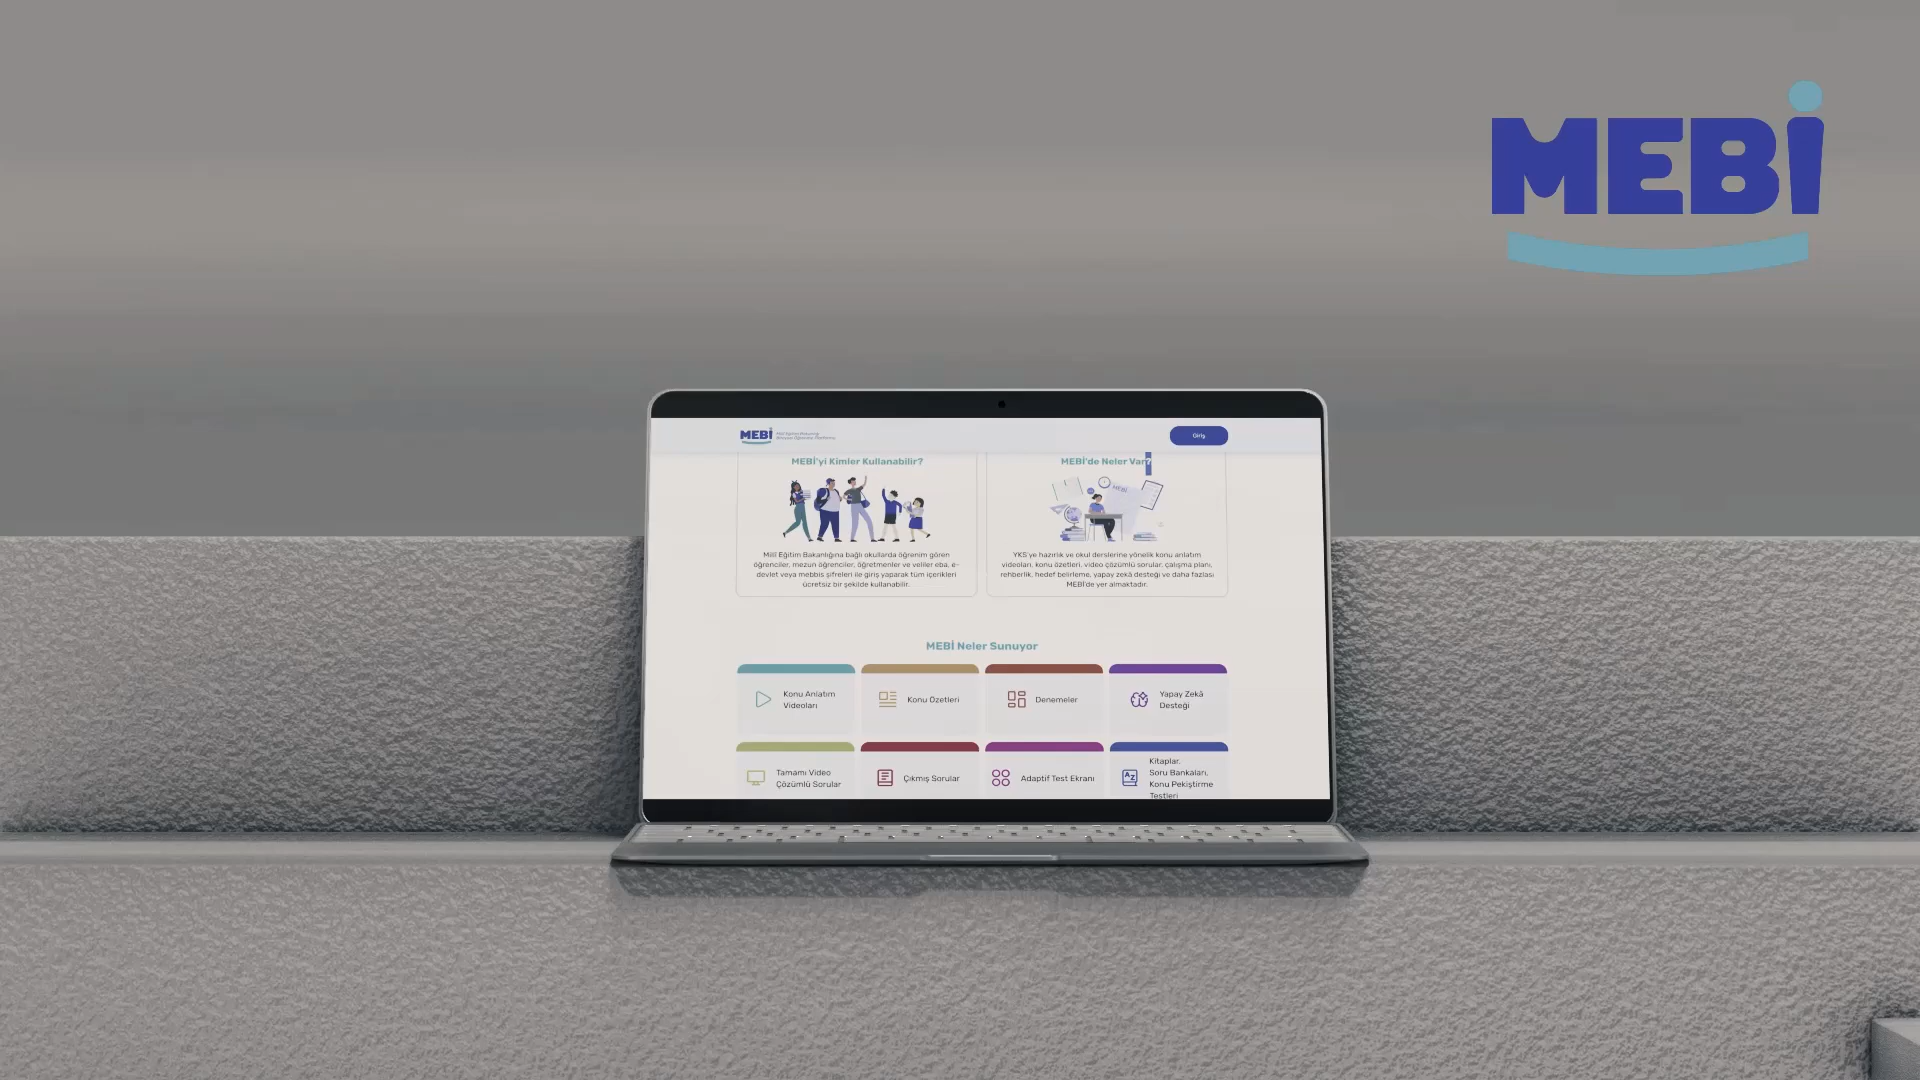 MEBİ
MEBİ
Giriş
MEBİ'yi Kimler Kullanabilir?
Millî Eğitim Bakanlığına bağlı okullarda öğrenim gören
öğrenciler, mezun öğrenciler, öğretmenler ve veliler eba, e-
devlet veya mebbis şifreleri ile giriş yaparak tüm içerikleri
ücretsiz bir şekilde kullanabilir.
MEBİ'de Neler Var?
MEBİ
YKS'ye hazırlık ve okul derslerine yönelik konu anlatım
videoları, konu özetleri, video çözümlü sorular, çalışma planı,
rehberlik, hedef belirleme, yapay zekâ desteği ve daha fazlası
MEBİ'de yer almaktadır.
MEBİ Neler Sunuyor
Konu Anlatım
Videoları
Konu Özetleri
Denemeler
Yapay Zekâ
Desteği
Tamamı Video
Çözümlü Sorular
Çıkmış Sorular
Adaptif Test Ekranı
Kitaplar,
Soru Bankaları,
Konu Pekiştirme
Testleri